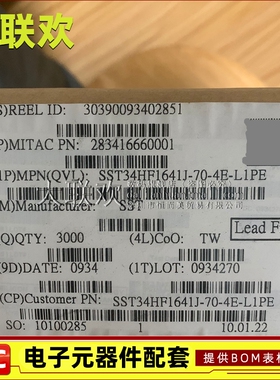 联欢
S)REEL ID: 30390093402851
P)MITAC PN: 283416660001
1P)MPN(QVL): SST34HF1641J-70-4E-L1PE
M)Manufacturer: SST
Lead F
Q)QTY: 3000 (4L)CoO: TW
(9D)DATE: 0934 (1T)LOT: 0934270
(CP)Customer PN: SST34HF1641J-70-4E-L1PE
SO: 10100285 1 10.01.22
电子元器件配套
提供BOM表